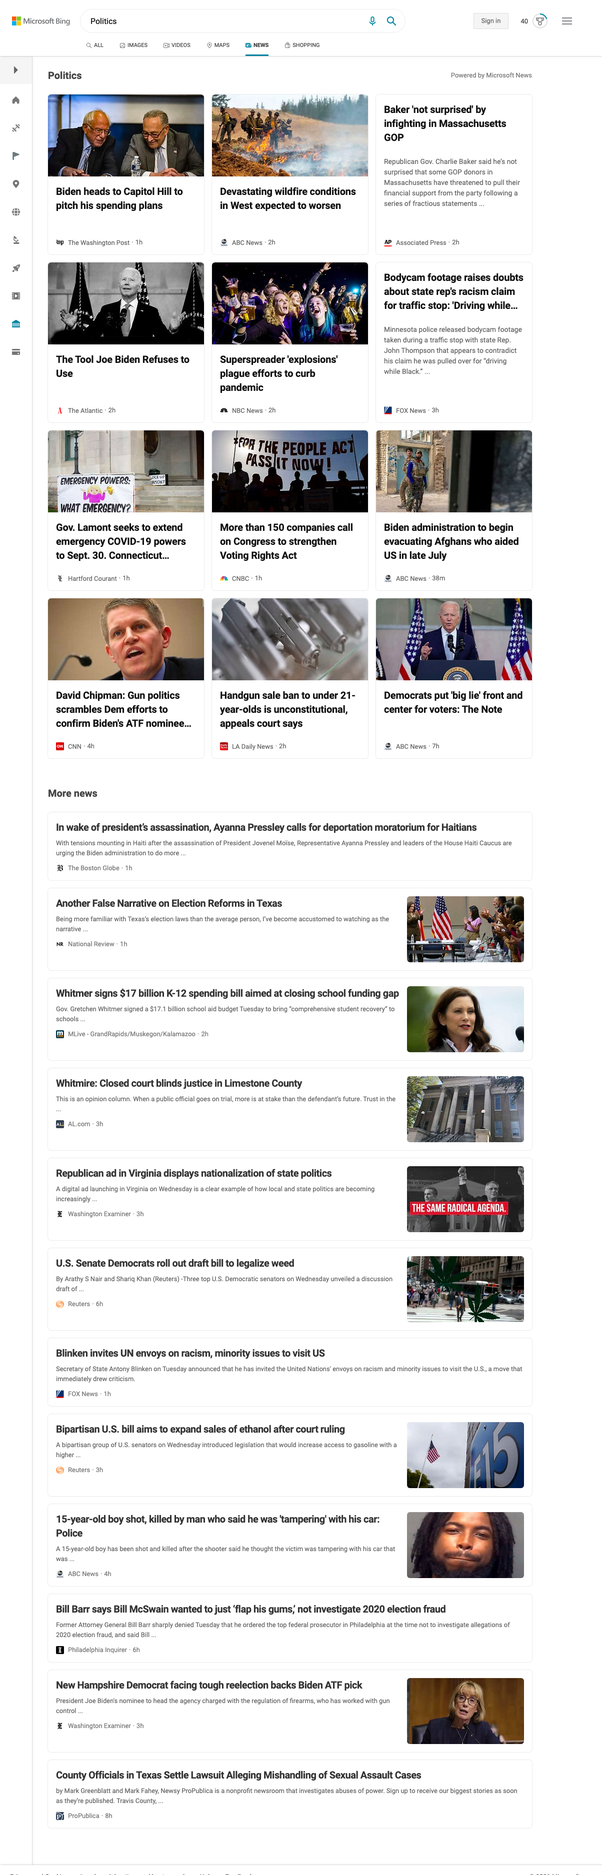 Microsoft Bing
Politics
Sign in
40
ALL
IMAGES
VIDEOS
MAPS
NEWS
SHOPPING
Politics
Powered by Microsoft News
Biden heads to Capitol Hill to
pitch his spending plans
The Washington Post · 1h
Devastating wildfire conditions
in West expected to worsen
ABC News · 2h
Baker 'not surprised' by
infighting in Massachusetts
GOP
Republican Gov. Charlie Baker said he's not
surprised that some GOP donors in
Massachusetts have threatened to pull their
financial support from the party following a
series of fractious statements ...
AP Associated Press · 2h
The Tool Joe Biden Refuses to
Use
The Atlantic · 2h
Superspreader 'explosions'
plague efforts to curb
pandemic
NBC News · 2h
Bodycam footage raises doubts
about state rep's racism claim
for traffic stop: 'Driving while...
Minnesota police released bodycam footage
taken during a traffic stop with state Rep.
John Thompson that appears to contradict
his claim he was pulled over for "driving
while Black." ...
FOX News · 3h
EMERGENCY POWERS:
WHAT EMERGENCY?
Gov. Lamont seeks to extend
emergency COVID-19 powers
to Sept. 30. Connecticut...
Hartford Courant · 1h
FOR THE PEOPLE ACT
PASS IT NOW!
More than 150 companies call
on Congress to strengthen
Voting Rights Act
CNBC · 1h
Biden administration to begin
evacuating Afghans who aided
US in late July
ABC News · 38m
David Chipman: Gun politics
scrambles Dem efforts to
confirm Biden's ATF nominee...
CNN · 4h
Handgun sale ban to under 21-
year-olds is unconstitutional,
appeals court says
LA Daily News · 2h
Democrats put 'big lie' front and
center for voters: The Note
ABC News · 7h
More news
In wake of president's assassination, Ayanna Pressley calls for deportation moratorium for Haitians
With tensions mounting in Haiti after the assassination of President Jovenel Moïse, Representative Ayanna Pressley and leaders of the House Haiti Caucus are
urging the Biden administration to do more ...
The Boston Globe · 1h
Another False Narrative on Election Reforms in Texas
Being more familiar with Texas's election laws than the average person, I've become accustomed to watching as the
narrative ...
NR National Review · 1h
Whitmer signs $17 billion K-12 spending bill aimed at closing school funding gap
Gov. Gretchen Whitmer signed a $17.1 billion school aid budget Tuesday to bring "comprehensive student recovery" to
schools ...
MLive - GrandRapids/Muskegon/Kalamazoo · 2h
Whitmire: Closed court blinds justice in Limestone County
This is an opinion column. When a public official goes on trial, more is at stake than the defendant's future. Trust in the
...
AL.com · 3h
Republican ad in Virginia displays nationalization of state politics
A digital ad launching in Virginia on Wednesday is a clear example of how local and state politics are becoming
increasingly ...
Washington Examiner · 3h
THE SAME RADICAL AGENDA.
U.S. Senate Democrats roll out draft bill to legalize weed
By Arathy S Nair and Shariq Khan (Reuters) -Three top U.S. Democratic senators on Wednesday unveiled a discussion
draft of ...
Reuters · 6h
Blinken invites UN envoys on racism, minority issues to visit US
Secretary of State Antony Blinken on Tuesday announced that he has invited the United Nations' envoys on racism and minority issues to visit the U.S., a move that
immediately drew criticism.
FOX News · 1h
Bipartisan U.S. bill aims to expand sales of ethanol after court ruling
A bipartisan group of U.S. senators on Wednesday introduced legislation that would increase access to gasoline with a
higher ...
Reuters · 3h
E15
15-year-old boy shot, killed by man who said he was 'tampering' with his car:
Police
A 15-year-old boy has been shot and killed after the shooter said he thought the victim was tampering with his car that
was ...
ABC News · 4h
Bill Barr says Bill McSwain wanted to just 'flap his gums,' not investigate 2020 election fraud
Former Attorney General Bill Barr sharply denied Tuesday that he ordered the top federal prosecutor in Philadelphia at the time not to investigate allegations of
2020 election fraud, and said Bill ...
Philadelphia Inquirer · 6h
New Hampshire Democrat facing tough reelection backs Biden ATF pick
President Joe Biden's nominee to head the agency charged with the regulation of firearms, who has worked with gun
control ...
Washington Examiner · 3h
County Officials in Texas Settle Lawsuit Alleging Mishandling of Sexual Assault Cases
by Mark Greenblatt and Mark Fahey, Newsy ProPublica is a nonprofit newsroom that investigates abuses of power. Sign up to receive our biggest stories as soon
as they're published. Travis County, ...
ProPublica · 8h